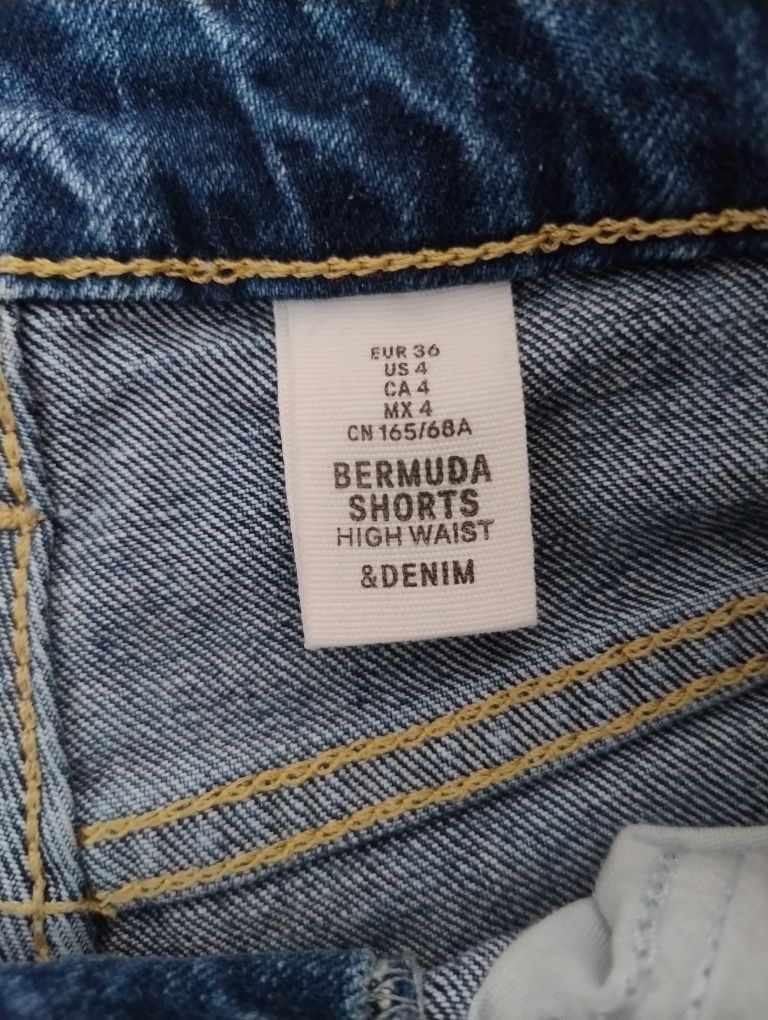 EUR 36
US 4
CA 4
MX 4
CN 165/68A
BERMUDA
SHORTS
HIGH WAIST
&DENIM